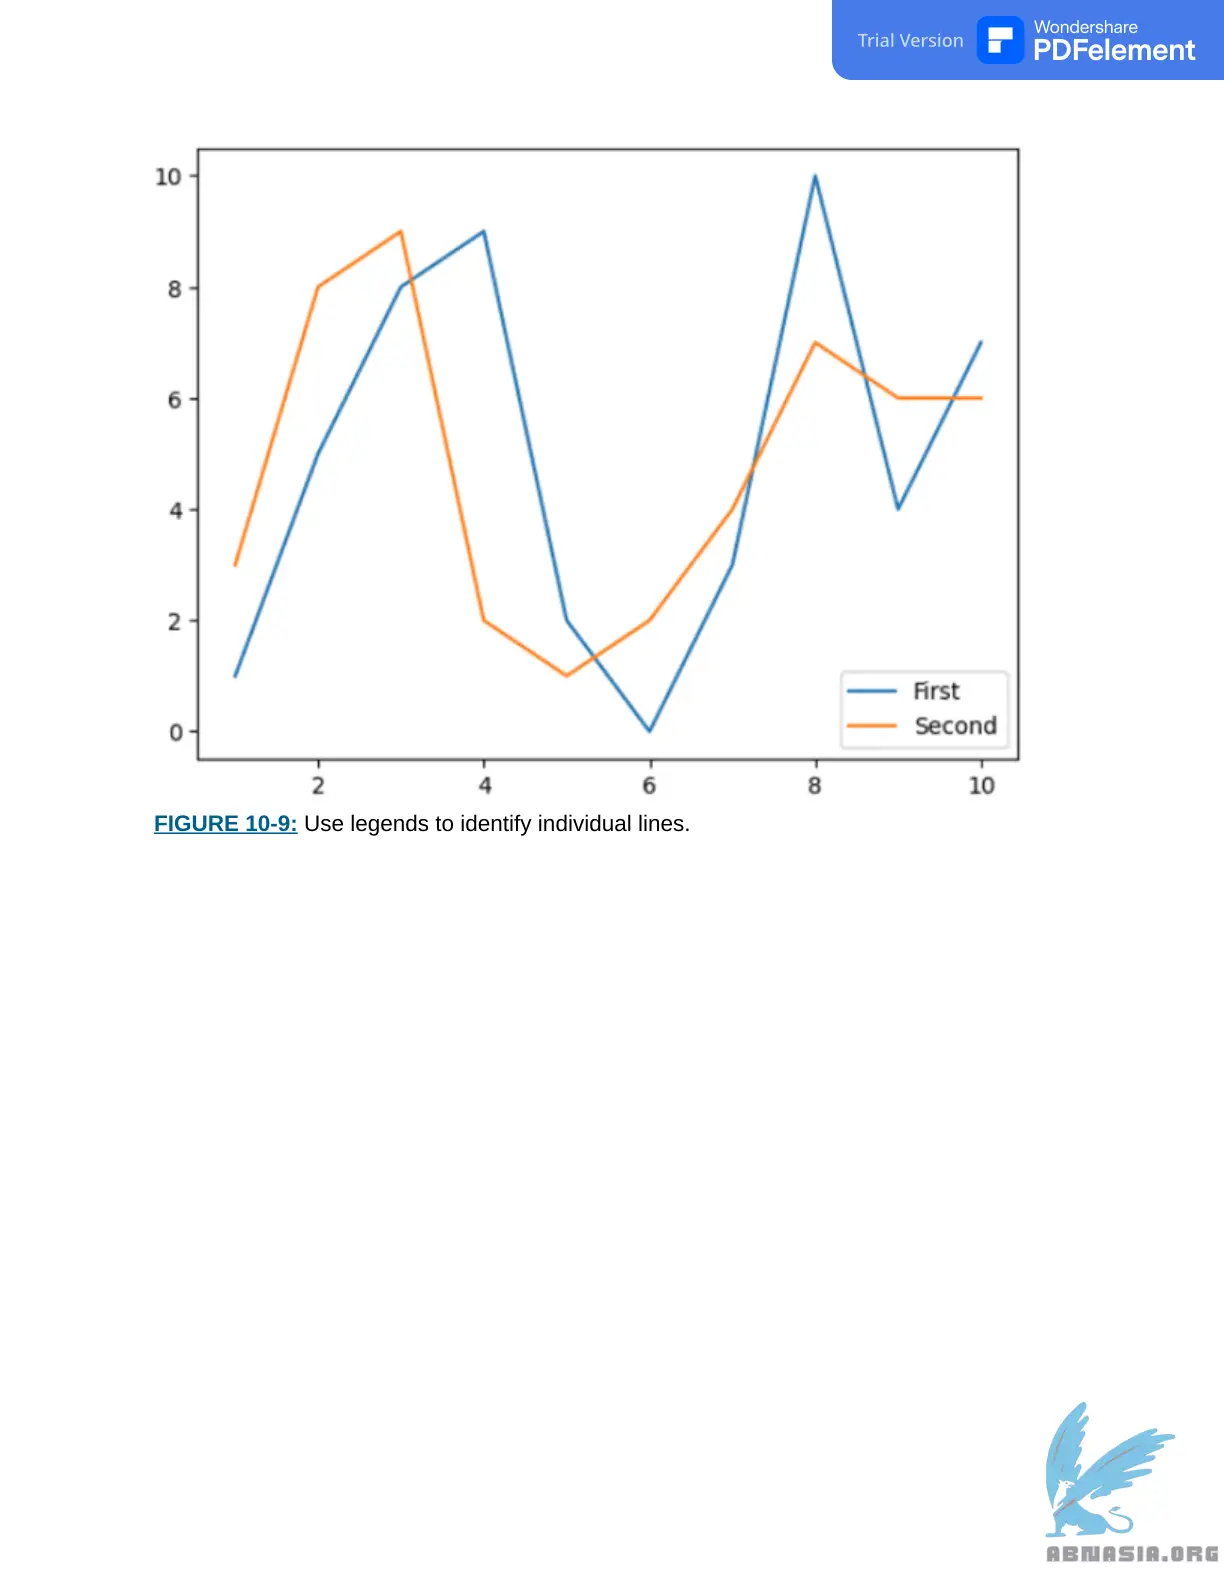 Trial Version
Wondershare
PDFelement
10
8
6
4
2
0
First
Second
2 4 6 8 10
FIGURE 10-9: Use legends to identify individual lines.
ABNASIA.ORG